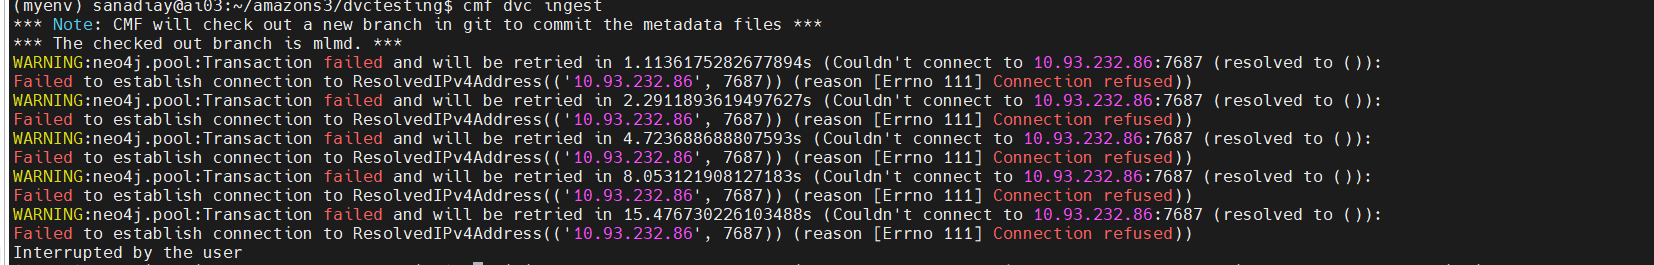 (myenv) sanadiay@ai03:~/amazons3/dvctesting$ cmf dvc ingest
*** Note: CMF will check out a new branch in git to commit the metadata files ***
*** The checked out branch is mlmd. ***
WARNING:neo4j.pool:Transaction failed and will be retried in 1.1136175282677894s (Couldn't connect to 10.93.232.86:7687 (resolved to ()):
Failed to establish connection to ResolvedIPv4Address(('10.93.232.86', 7687)) (reason [Errno 111] Connection refused))
WARNING:neo4j.pool:Transaction failed and will be retried in 2.2911893619497627s (Couldn't connect to 10.93.232.86:7687 (resolved to ()):
Failed to establish connection to ResolvedIPv4Address(('10.93.232.86', 7687)) (reason [Errno 111] Connection refused))
WARNING:neo4j.pool:Transaction failed and will be retried in 4.723688688807593s (Couldn't connect to 10.93.232.86:7687 (resolved to ()):
Failed to establish connection to ResolvedIPv4Address(('10.93.232.86', 7687)) (reason [Errno 111] Connection refused))
WARNING:neo4j.pool:Transaction failed and will be retried in 8.053121908127183s (Couldn't connect to 10.93.232.86:7687 (resolved to ()):
Failed to establish connection to ResolvedIPv4Address(('10.93.232.86', 7687)) (reason [Errno 111] Connection refused))
WARNING:neo4j.pool:Transaction failed and will be retried in 15.476730226103488s (Couldn't connect to 10.93.232.86:7687 (resolved to ()):
Failed to establish connection to ResolvedIPv4Address(('10.93.232.86', 7687)) (reason [Errno 111] Connection refused))
Interrupted by the user